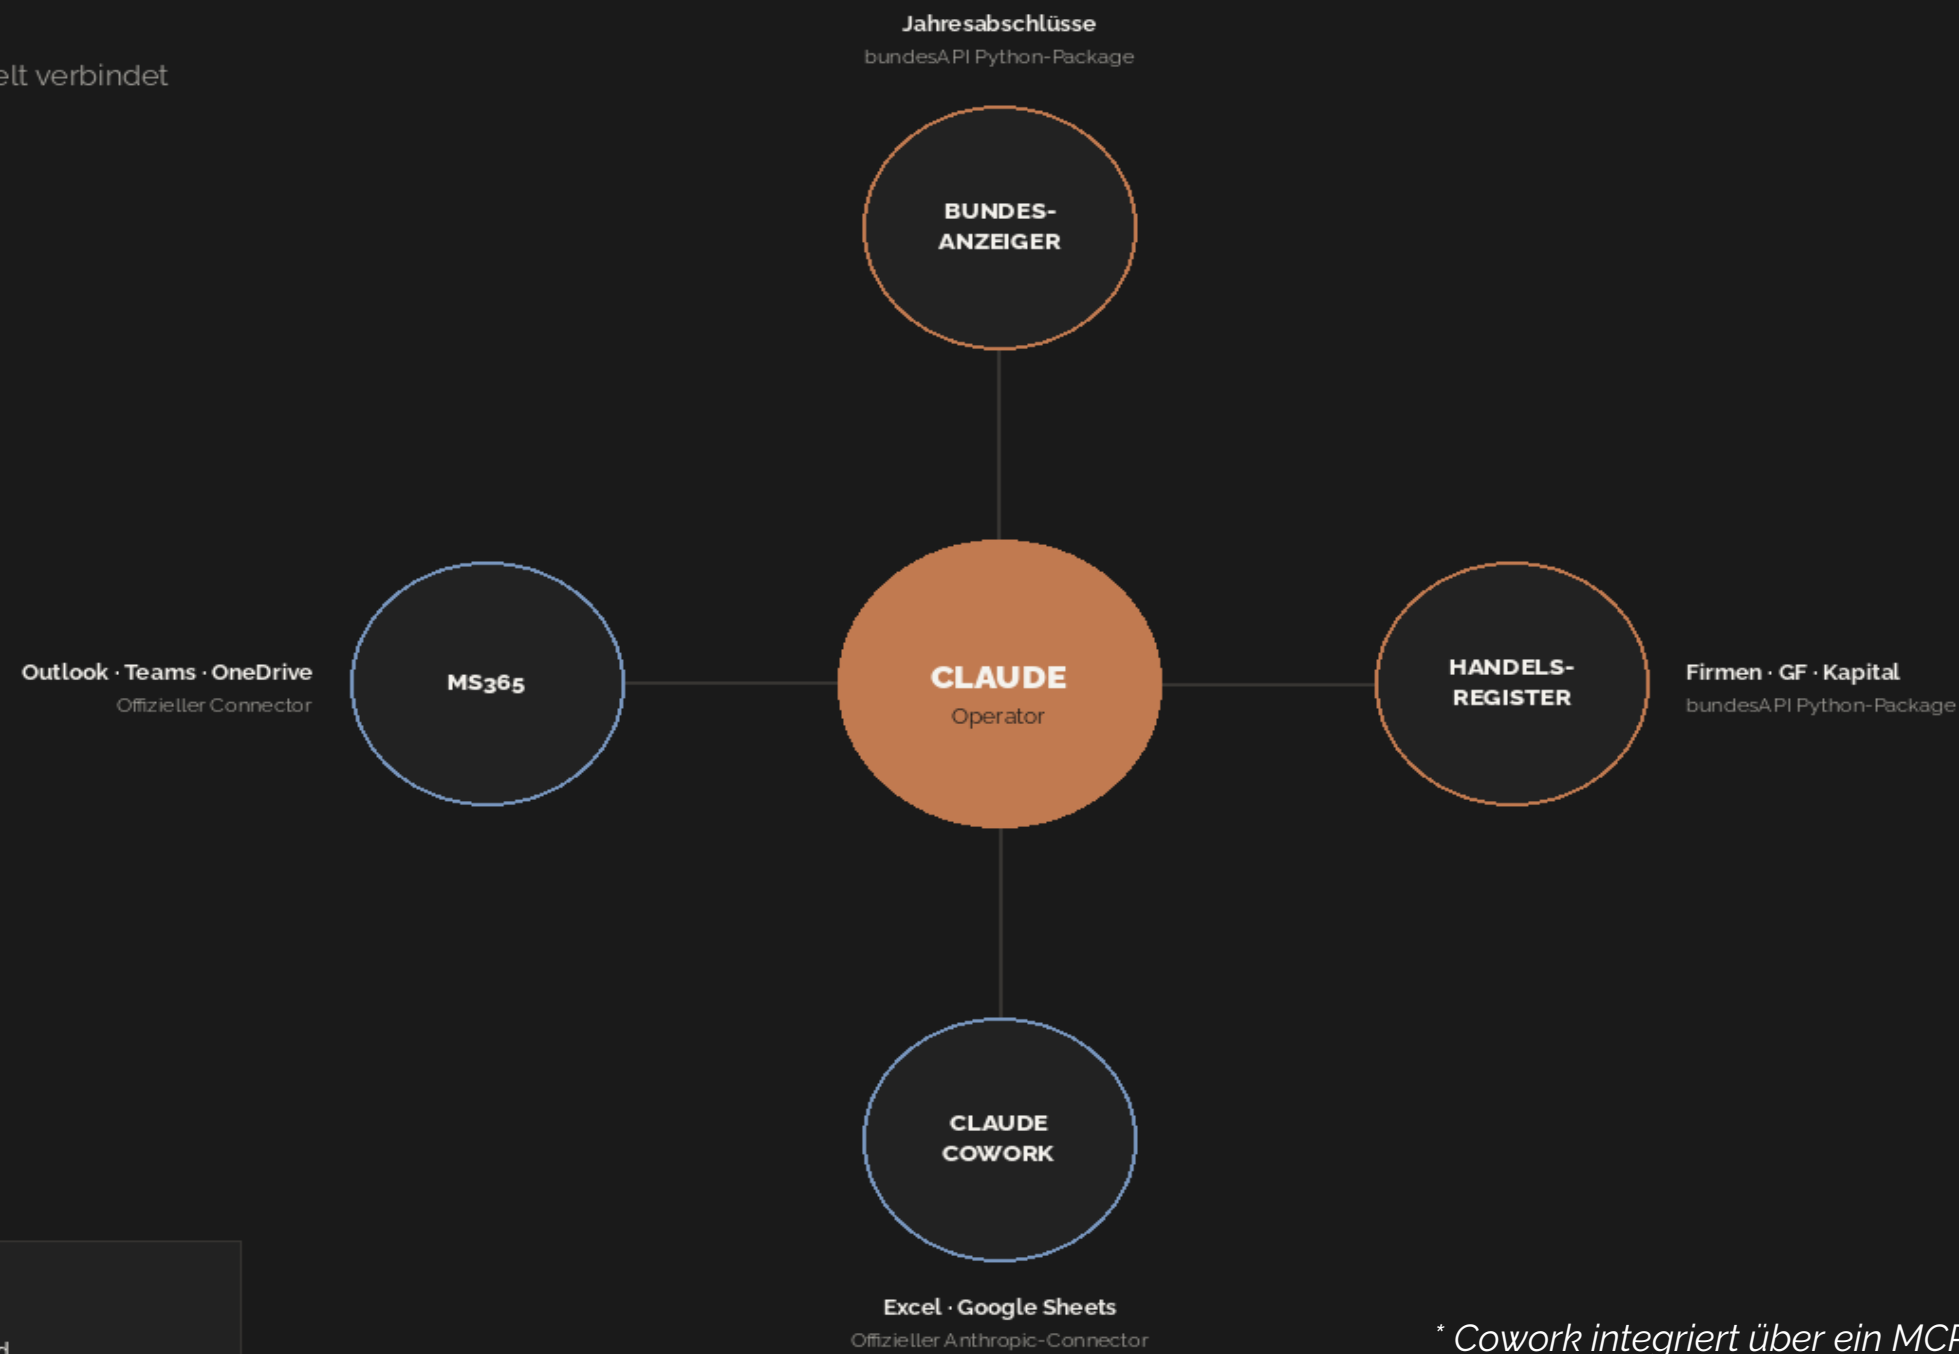 Jahresabschlüsse
bundesAPI Python-Package
elt verbindet
BUNDES-
ANZEIGER
Outlook · Teams · OneDrive
Offizieller Connector
MS365
CLAUDE
Operator
HANDELS-
REGISTER
Firmen · GF · Kapital
bundesAPI Python-Package
CLAUDE
COWORK
Excel · Google Sheets
Offizieller Anthropic-Connector
* Cowork integriert über ein MCP